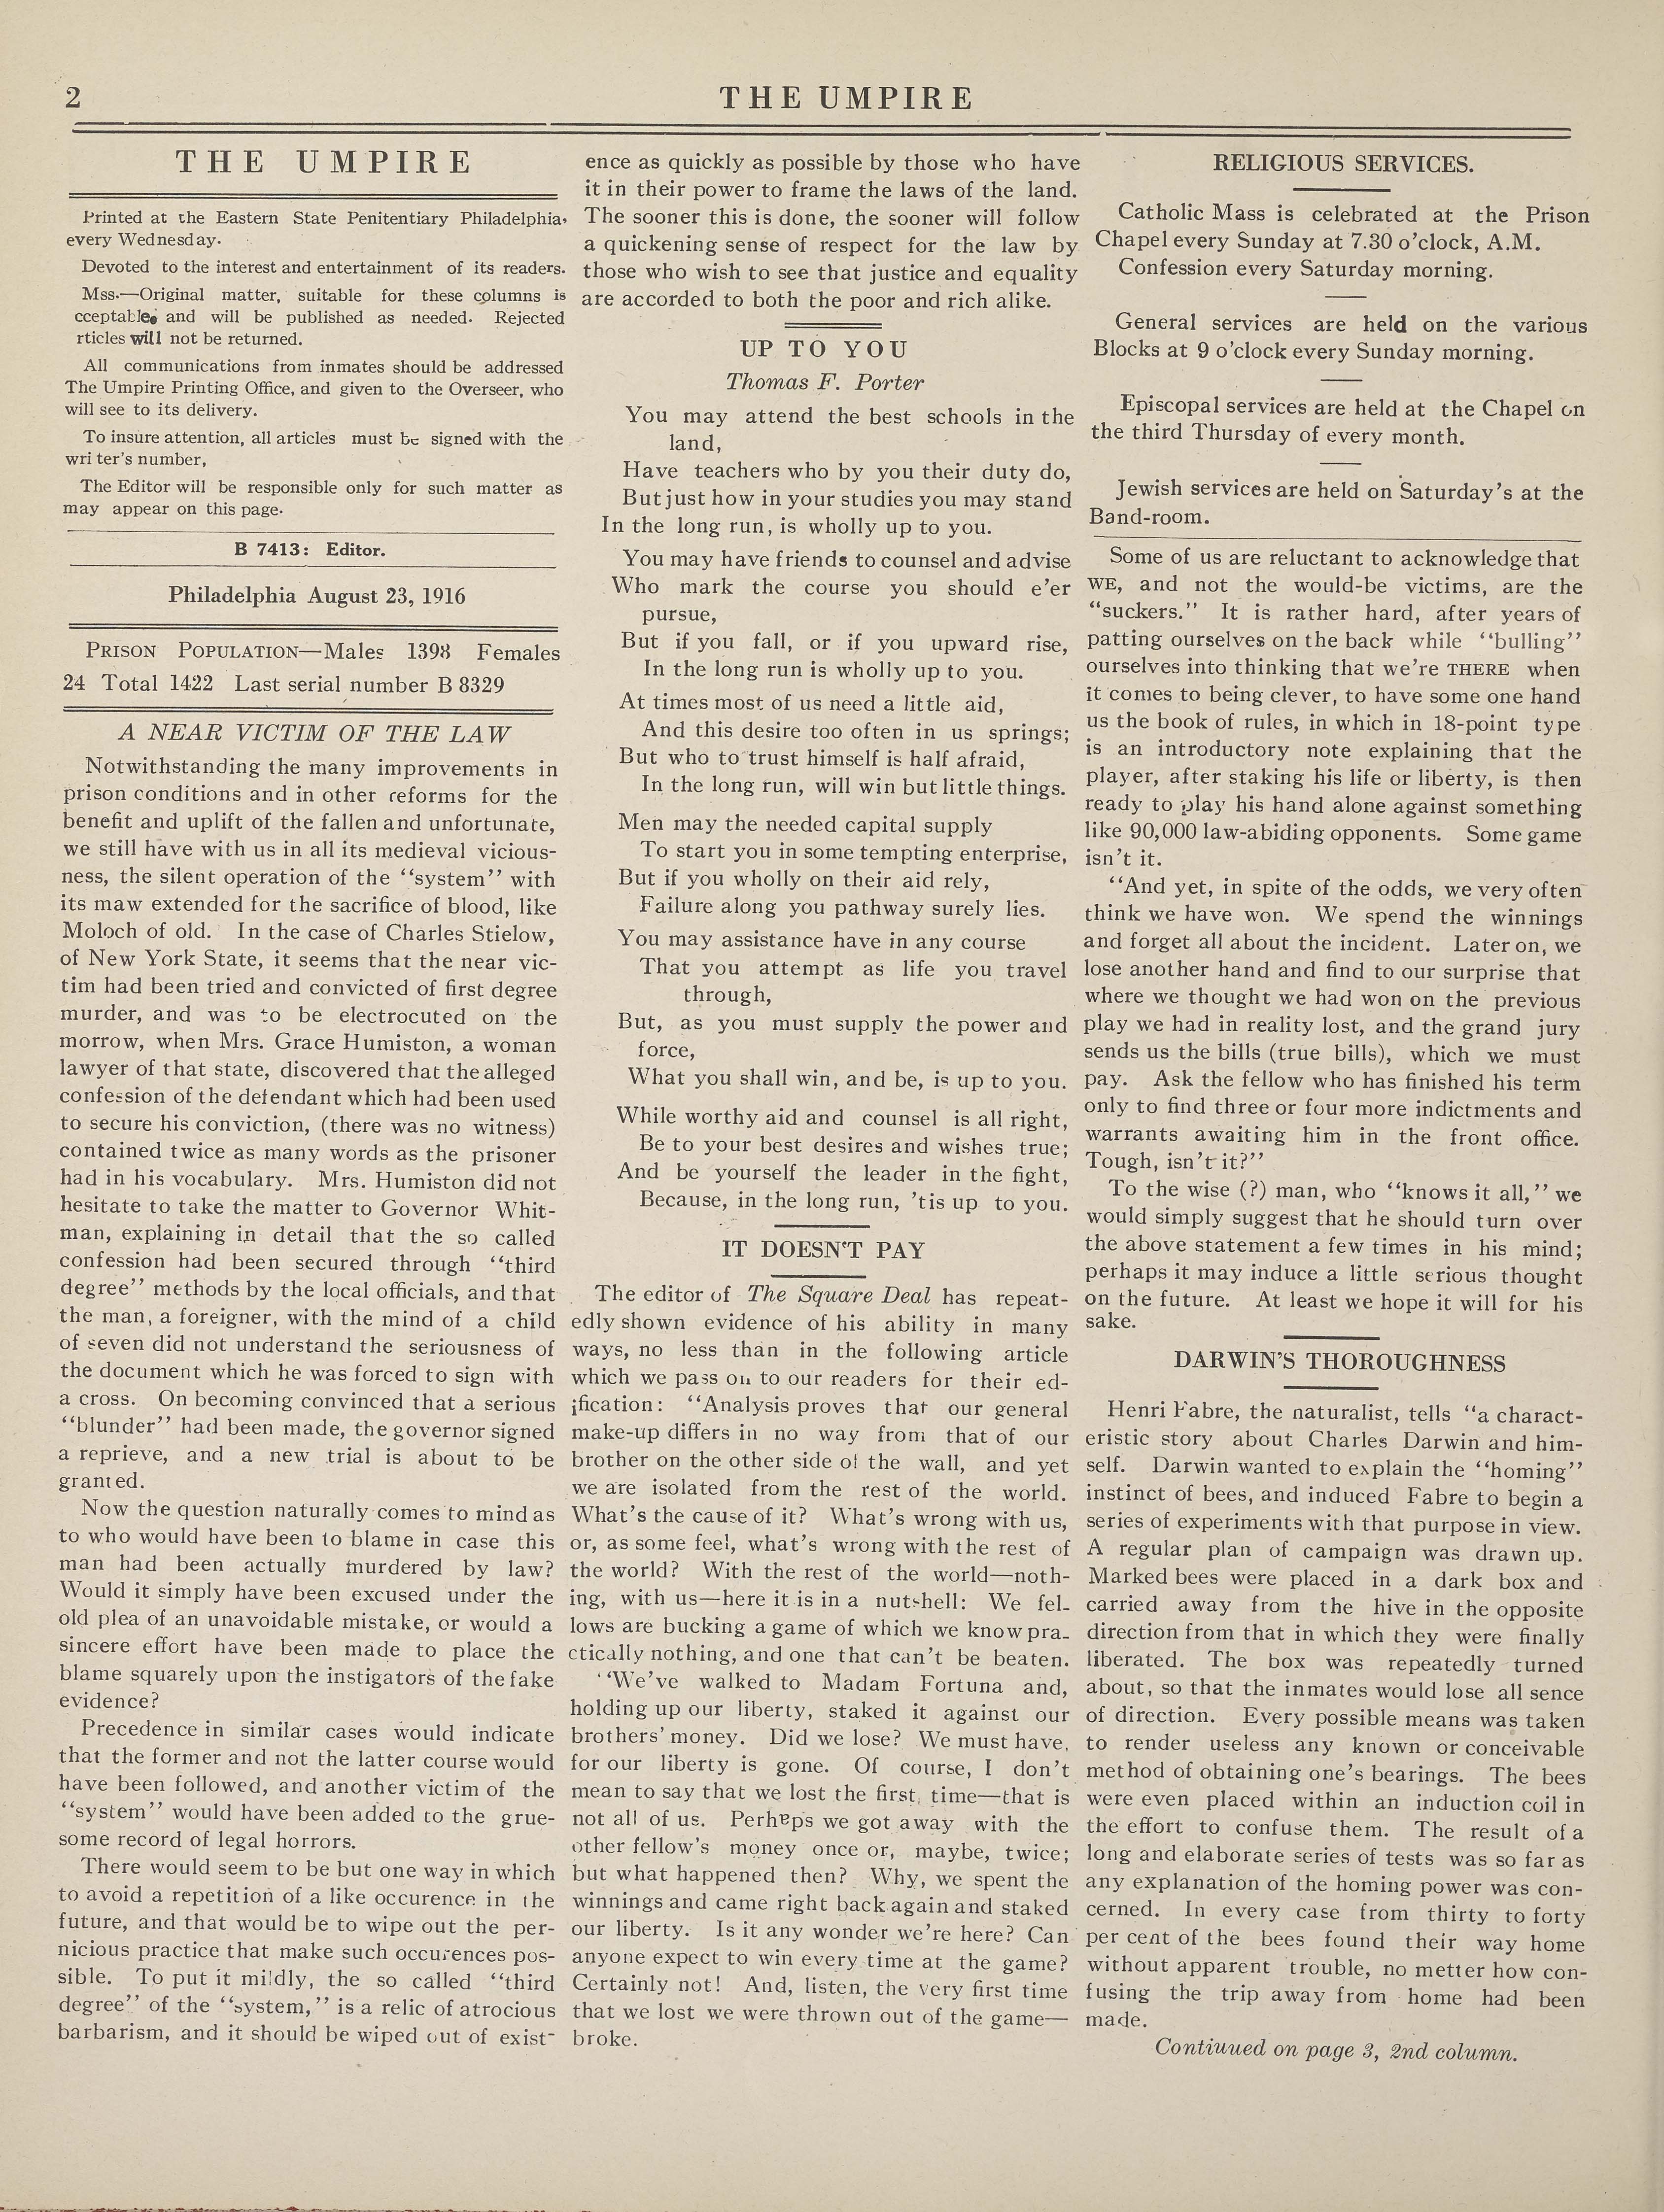 2
THE UMPIRE
THE UMPIRE
Printed at the Eastern State Penitentiary Philadelphia,
every Wednesday.
Devoted to the interest and entertainment of its readers.
Mss.—Original matter, suitable for these columns is
cceptable, and will be published as needed. Rejected
rticles will not be returned.
All communications from inmates should be addressed
The Umpire Printing Office, and given to the Overseer, who
will see to its delivery.
To insure attention, all articles must be signed with the
wri ter's number,
The Editor will be responsible only for such matter as
may appear on this page.
B 7413: Editor.
Philadelphia August 23, 1916
PRISON POPULATION—Males 1398 Females
24 Total 1422 Last serial number B 8329
A NEAR VICTIM OF THE LAW
Notwithstanding the many improvements in
prison conditions and in other reforms for the
benefit and uplift of the fallen and unfortunate,
we still have with us in all its medieval vicious-
ness, the silent operation of the "system" with
its maw extended for the sacrifice of blood, like
Moloch of old. In the case of Charles Stielow,
of New York State, it seems that the near vic-
tim had been tried and convicted of first degree
murder, and was to be electrocuted on the
morrow, when Mrs. Grace Humiston, a woman
lawyer of that state, discovered that the alleged
confession of the defendant which had been used
to secure his conviction, (there was no witness)
contained twice as many words as the prisoner
had in his vocabulary. Mrs. Humiston did not
hesitate to take the matter to Governor Whit-
man, explaining in detail that the so called
confession had been secured through "third
degree" methods by the local officials, and that
the man, a foreigner, with the mind of a child
of seven did not understand the seriousness of
the document which he was forced to sign with
a cross. On becoming convinced that a serious
"blunder" had been made, the governor signed
a reprieve, and a new trial is about to be
granted.
Now the question naturally comes to mind as
to who would have been to blame in case this
man had been actually murdered by law?
Would it simply have been excused under the
old plea of an unavoidable mistake, or would a
sincere effort have been made to place the
blame squarely upon the instigators of the fake
evidence?
Precedence in similar cases would indicate
that the former and not the latter course would
have been followed, and another victim of the
"system" would have been added to the grue-
some record of legal horrors.
There would seem to be but one way in which
to avoid a repetition of a like occurence in the
future, and that would be to wipe out the per-
nicious practice that make such occurences pos-
sible. To put it mildly, the so called "third
degree" of the "system," is a relic of atrocious
barbarism, and it should be wiped out of exist-
ence as quickly as possible by those who have
it in their power to frame the laws of the land.
The sooner this is done, the sooner will follow
a quickening sense of respect for the law by
those who wish to see that justice and equality
are accorded to both the poor and rich alike.
UP TO YOU
Thomas F. Porter
You may attend the best schools in the
land,
Have teachers who by you their duty do,
But just how in your studies you may stand
In the long run, is wholly up to you.
You may have friends to counsel and advise
Who mark the course you should e'er
pursue,
But if you fall, or if you upward rise,
In the long run is wholly up to you.
At times most of us need a little aid,
And this desire too often in us springs;
But who to trust himself is half afraid,
In the long run, will win but little things.
Men may the needed capital supply
To start you in some tempting enterprise,
But if you wholly on their aid rely,
Failure along you pathway surely lies.
You may assistance have in any course
That you attempt as life you travel
through,
But, as you must supply the power and
force,
What you shall win, and be, is up to you.
While worthy aid and counsel is all right,
Be to your best desires and wishes true;
And be yourself the leader in the fight,
Because, in the long run, 'tis up to you.
IT DOESN'T PAY
The editor of The Square Deal has repeat-
edly shown evidence of his ability in many
ways, no less than in the following article
which we pass on to our readers for their ed-
ification: "Analysis proves that our general
make-up differs in no way from that of our
brother on the other side of the wall, and yet
we are isolated from the rest of the world.
What's the cause of it? What's wrong with us,
or, as some feel, what's wrong with the rest of
the world? With the rest of the world—noth-
ing, with us—here it is in a nutshell: We fel-
lows are bucking a game of which we know pra-
ctically nothing, and one that can't be beaten.
"We've walked to Madam Fortuna and,
holding up our liberty, staked it against our
brothers' money. Did we lose? We must have,
for our liberty is gone. Of course, I don't
mean to say that we lost the first, time—that is
not all of us. Perheps we got away with the
other fellow's money once or, maybe, twice;
but what happened then? Why, we spent the
winnings and came right back again and staked
our liberty. Is it any wonder we're here? Can
anyone expect to win every time at the game?
Certainly not! And, listen, the very first time
that we lost we were thrown out of the game—
broke.
RELIGIOUS SERVICES.
Catholic Mass is celebrated at the Prison
Chapel every Sunday at 7.30 o'clock, A.M.
Confession every Saturday morning.
General services are held on the various
Blocks at 9 o'clock every Sunday morning.
Episcopal services are held at the Chapel on
the third Thursday of every month.
Jewish services are held on Saturday's at the
Band-room.
Some of us are reluctant to acknowledge that
WE, and not the would-be victims, are the
"suckers." It is rather hard, after years of
patting ourselves on the back while "bulling"
ourselves into thinking that we're THERE when
it comes to being clever, to have some one hand
us the book of rules, in which in 18-point type
is an introductory note explaining that the
player, after staking his life or liberty, is then
ready to play his hand alone against something
like 90,000 law-abiding opponents. Some game
isn't it.
"And yet, in spite of the odds, we very often
think we have won. We spend the winnings
and forget all about the incident. Later on, we
lose another hand and find to our surprise that
where we thought we had won on the previous
play we had in reality lost, and the grand jury
sends us the bills (true bills), which we must
pay. Ask the fellow who has finished his term
only to find three or four more indictments and
warrants awaiting him in the front office.
Tough, isn't it?"
To the wise (?) man, who "knows it all," we
would simply suggest that he should turn over
the above statement a few times in his mind;
perhaps it may induce a little serious thought
on the future. At least we hope it will for his
sake.
DARWIN'S THOROUGHNESS
Henri Fabre, the naturalist, tells "a charact-
eristic story about Charles Darwin and him-
self. Darwin wanted to explain the "homing"
instinct of bees, and induced Fabre to begin a
series of experiments with that purpose in view.
A regular plan of campaign was drawn up.
Marked bees were placed in a dark box and
carried away from the hive in the opposite
direction from that in which they were finally
liberated. The box was repeatedly turned
about, so that the inmates would lose all sence
of direction. Every possible means was taken
to render useless any known or conceivable
method of obtaining one's bearings. The bees
were even placed within an induction coil in
the effort to confuse them. The result of a
long and elaborate series of tests was so far as
any explanation of the homing power was con-
cerned. In every case from thirty to forty
per cent of the bees found their way home
without apparent trouble, no metter how con-
fusing the trip away from home had been
made.
Contiuued on page 3, 2nd column.